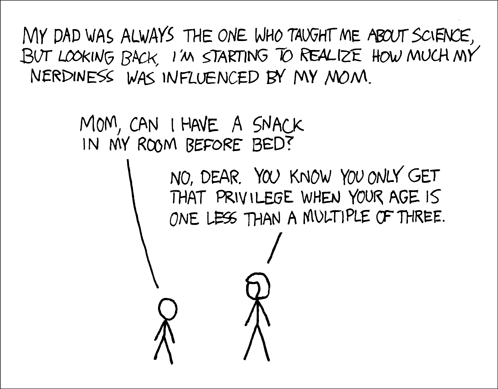 MY DAD WAS ALWAYS THE ONE WHO TAUGHT ME ABOUT SCIENCE,
BUT LOOKING BACK, I'M STARTING TO REALIZE HOW MUCH MY
NERDINESS WAS INFLUENCED BY MY MOM.
MOM, CAN I HAVE A SNACK
IN MY ROOM BEFORE BED?
NO, DEAR. YOU KNOW YOU ONLY GET
THAT PRIVILEGE WHEN YOUR AGE IS
ONE LESS THAN A MULTIPLE OF THREE.